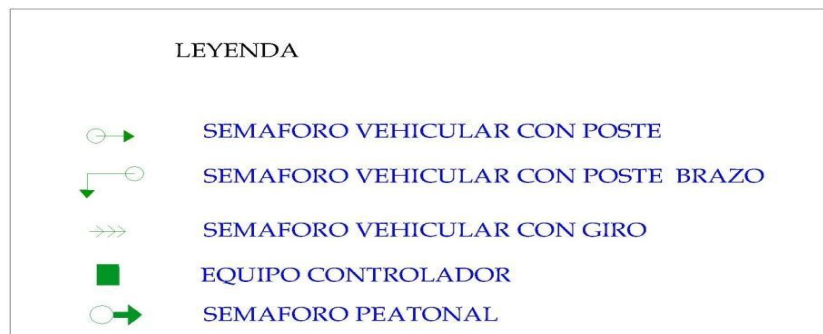 LEYENDA
SEMAFORO VEHICULAR CON POSTE
SEMAFORO VEHICULAR CON POSTE BRAZO
SEMAFORO VEHICULAR CON GIRO
EQUIPO CONTROLADOR
SEMAFORO PEATONAL